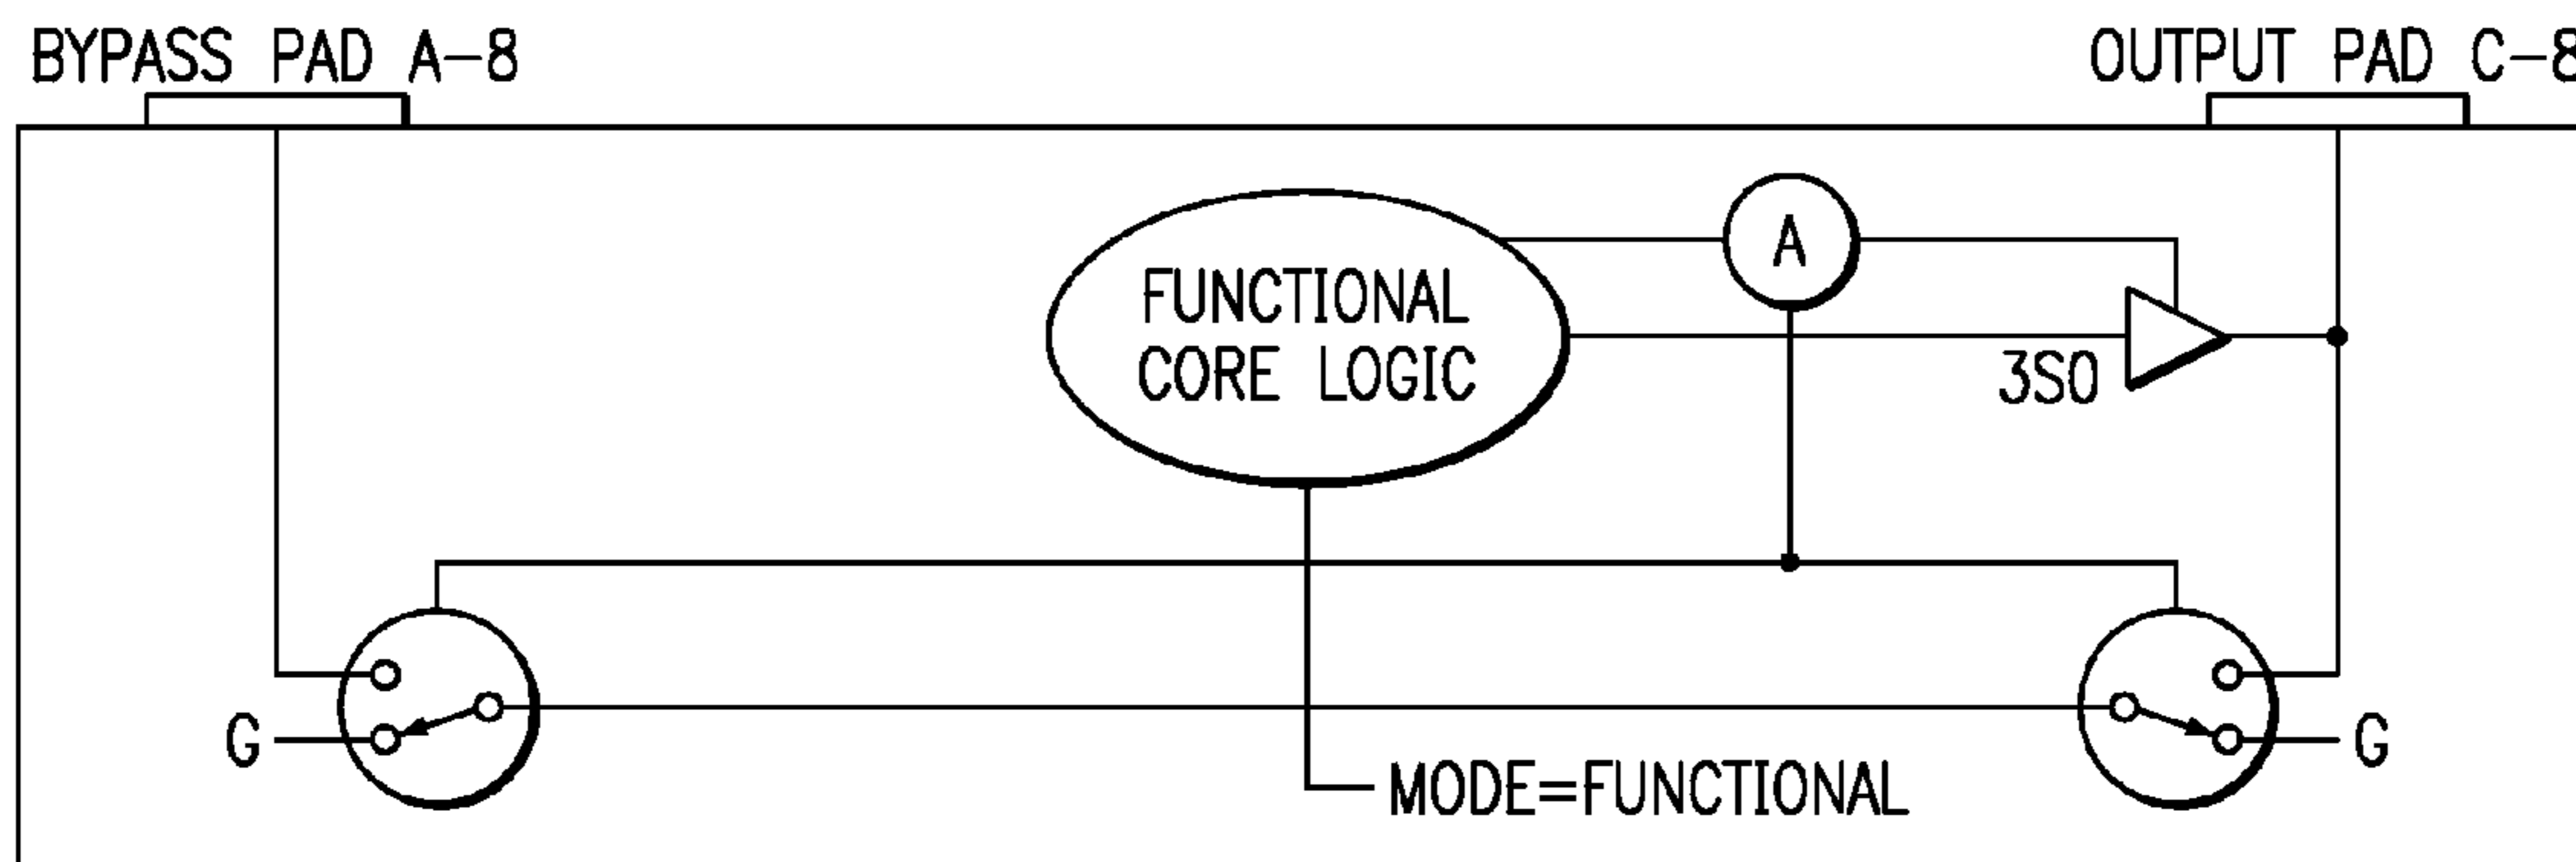 BYPASS PAD A-8
OUTPUT PAD C-8
A
FUNCTIONAL
CORE LOGIC
3SO
G
G
MODE=FUNCTIONAL